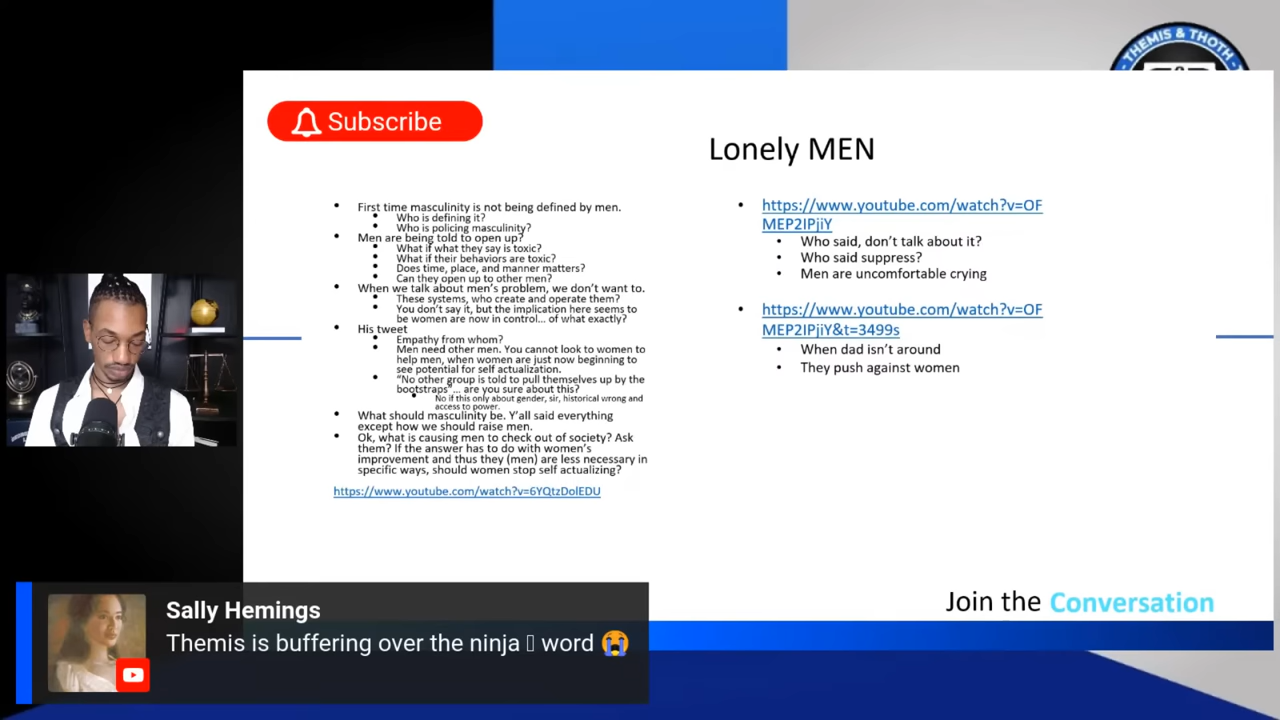 THEMIS & THOTH
Subscribe
Lonely MEN
• First time masculinity is not being defined by men.
• Who is defining it?
• Who is policing masculinity?
• Men are being told to open up?
• What if what they say is toxic?
• What if their behaviors are toxic?
• Does time, place, and manner matters?
• Can they open up to other men?
• When we talk about men's problem, we don't want to.
• These systems, who create and operate them?
• You don't say it, but the implication here seems to
be women are now in control… of what exactly?
• His tweet
• Empathy from whom?
• Men need other men. You cannot look to women to
help men, when women are just now beginning to
see potential for self actualization.
• "No other group is told to pull themselves up by the
bootstraps"… are you sure about this?
• No if this only about gender, sir, historical wrong and
access to power.
• What should masculinity be. Y'all said everything
except how we should raise men.
• Ok, what is causing men to check out of society? Ask
them? If the answer has to do with women's
improvement and thus they (men) are less necessary in
specific ways, should women stop self actualizing?
https://www.youtube.com/watch?v=6YQtzDolEDU
• https://www.youtube.com/watch?v=OF
MEP2IPjiY
• Who said, don't talk about it?
• Who said suppress?
• Men are uncomfortable crying
• https://www.youtube.com/watch?v=OF
MEP2IPjiY&t=3499s
• When dad isn't around
• They push against women
Join the Conversation
Sally Hemings
Themis is buffering over the ninja word 😭